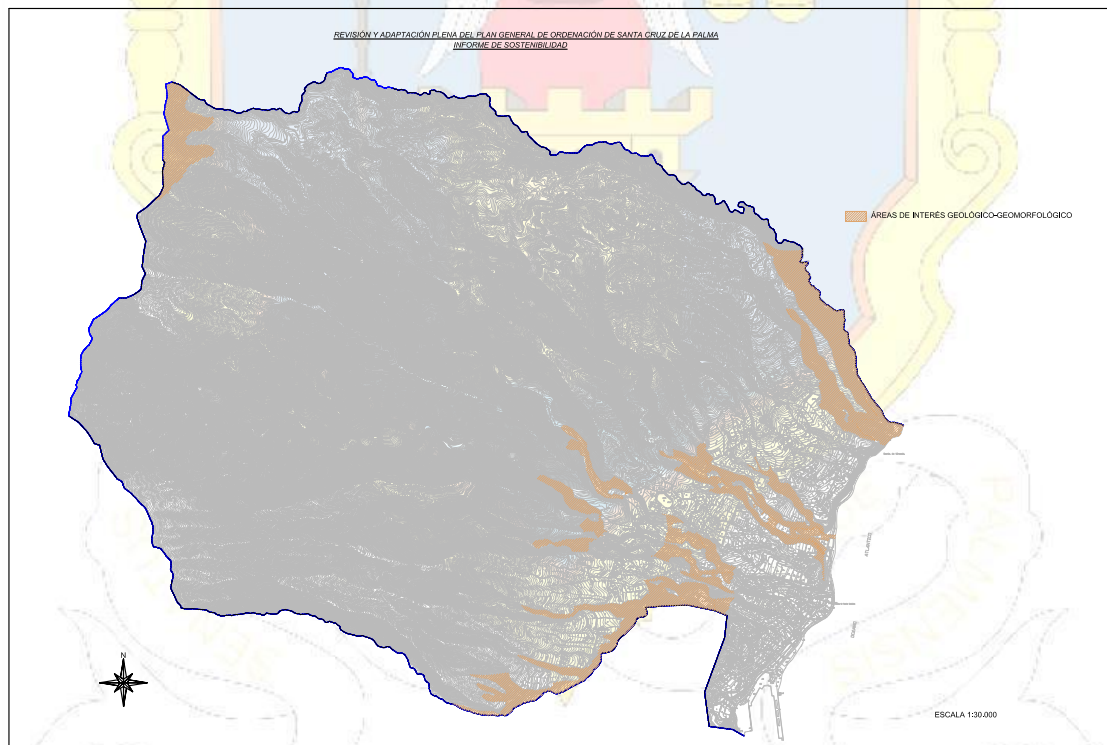 REVISIÓN Y ADAPTACIÓN PLENA DEL PLAN GENERAL DE ORDENACIÓN DE SANTA CRUZ DE LA PALMA
INFORME DE SOSTENIBILIDAD
ÁREAS DE INTERÉS GEOLÓGICO-GEOMORFOLÓGICO
ATLANTICO
N
ESCALA 1:30.000